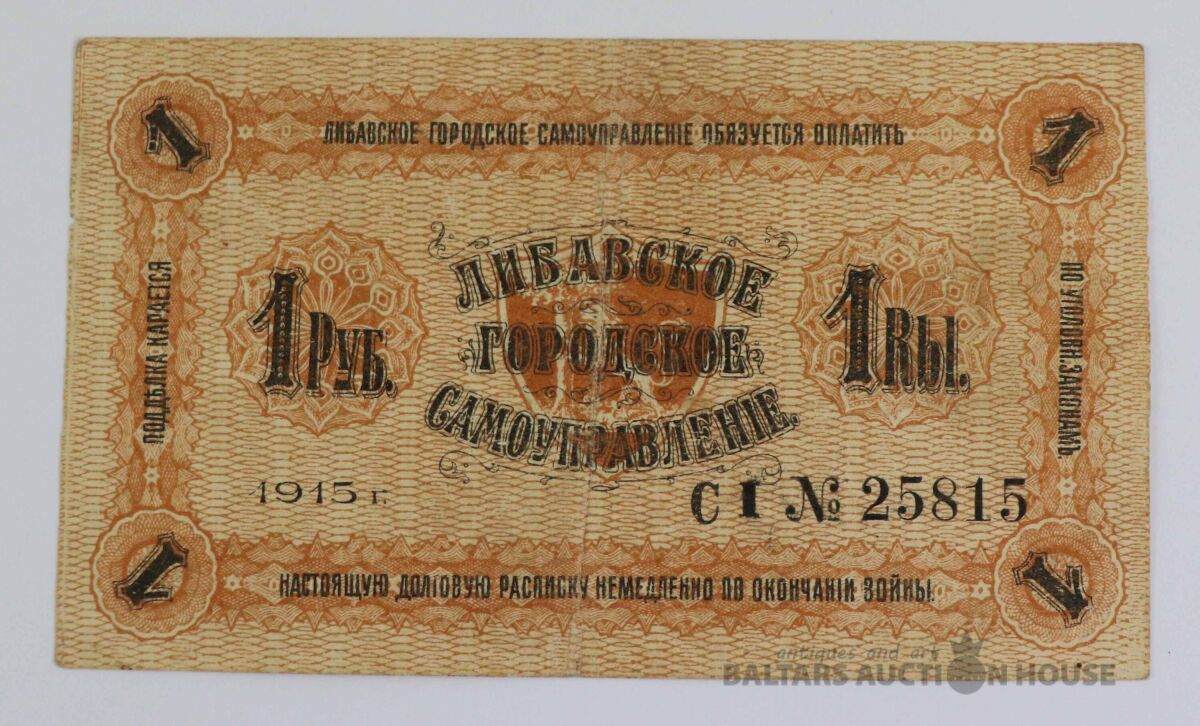 1
1
ЛИБАВСКОЕ ГОРОДСКОЕ САМОУПРАВЛЕНІЕ ОБЯЗУЕТСЯ ОПЛАТИТЬ
ПОДДѢЛКА КАРАЕТСЯ
ПО УГОЛОВН. ЗАКОНАМЪ.
ЛИБАВСКОЕ
ГОРОДСКОЕ
САМОУПРАВЛЕНІЕ.
1 РУБ.
1 RЫ.
1915 г.
С I № 25815
НАСТОЯЩУЮ ДОЛГОВУЮ РАСПИСКУ НЕМЕДЛЕННО ПО ОКОНЧАНІИ ВОЙНЫ.
1
1
antiques and art
BALTARS AUCTION HOUSE